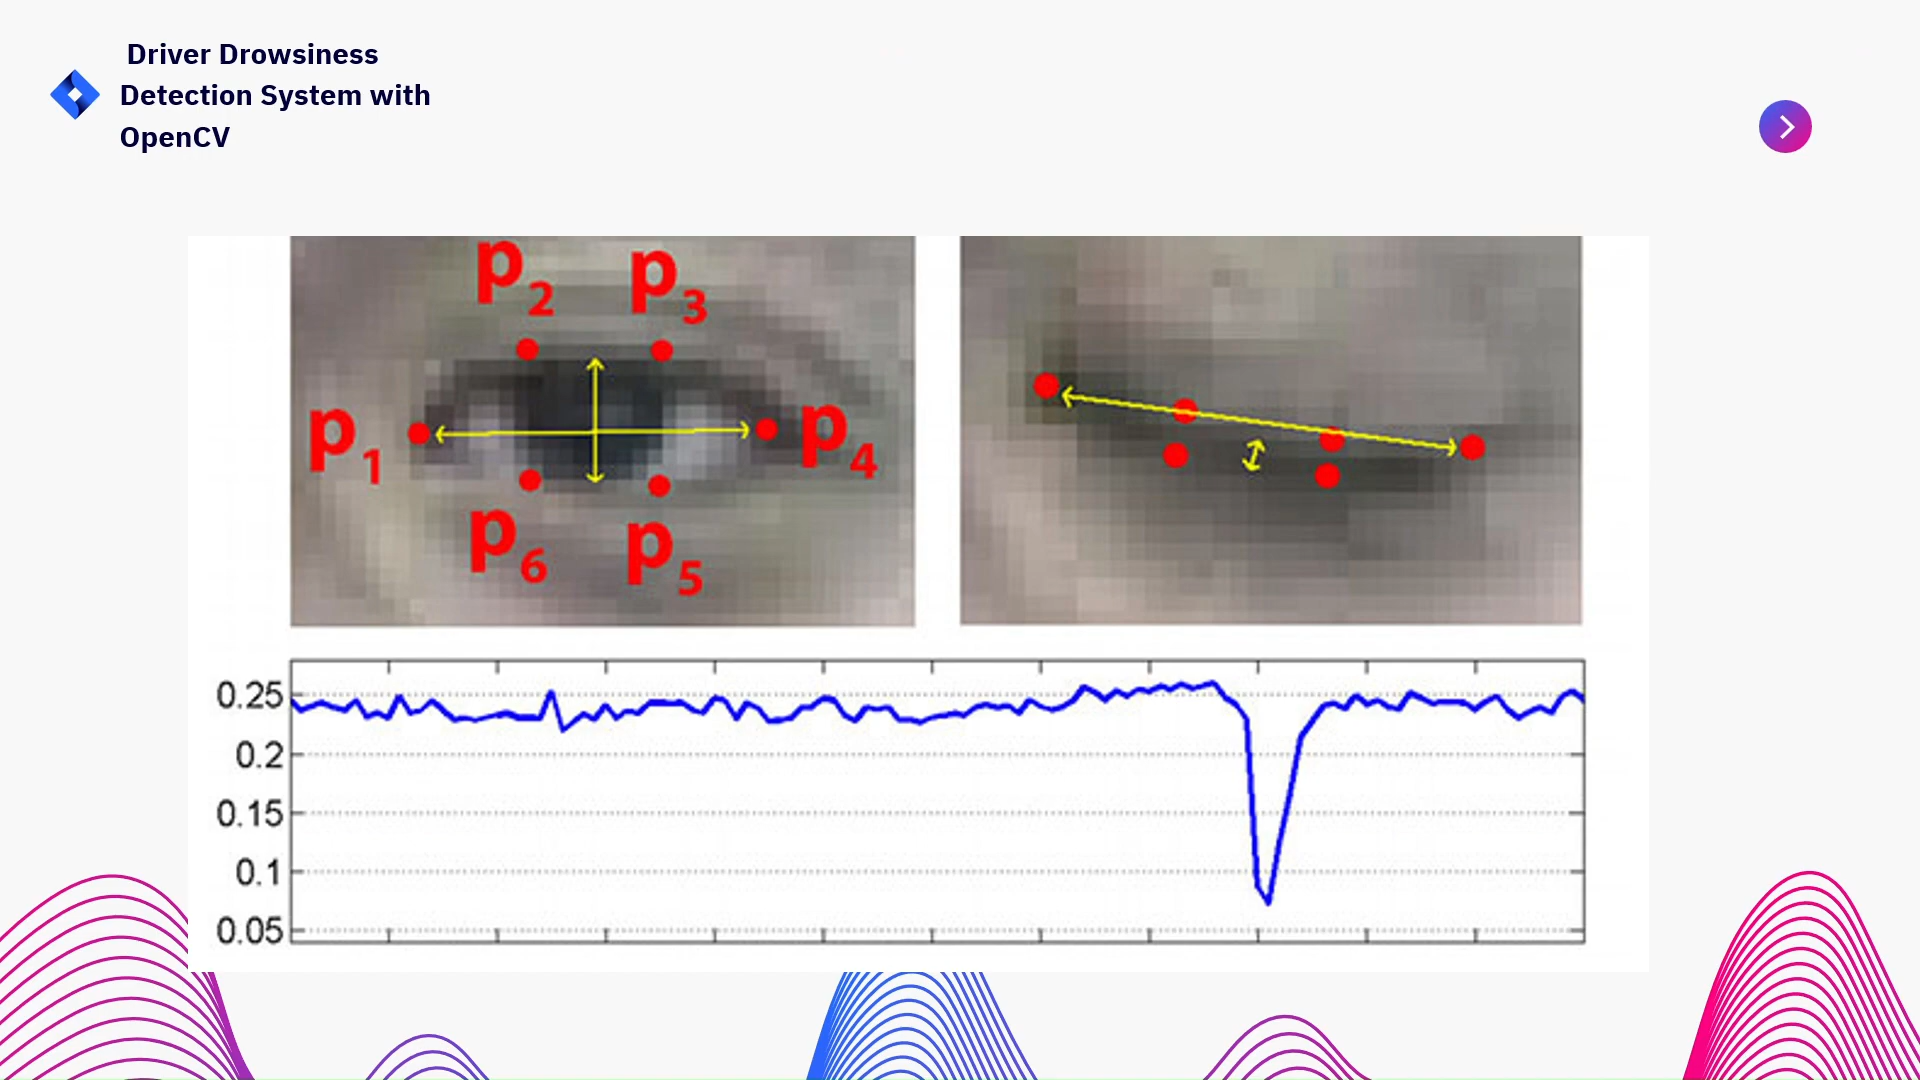 Driver Drowsiness
Detection System with
OpenCV
p2
p3
p1
p4
p6
p5
0.25
0.2
0.15
0.1
0.05